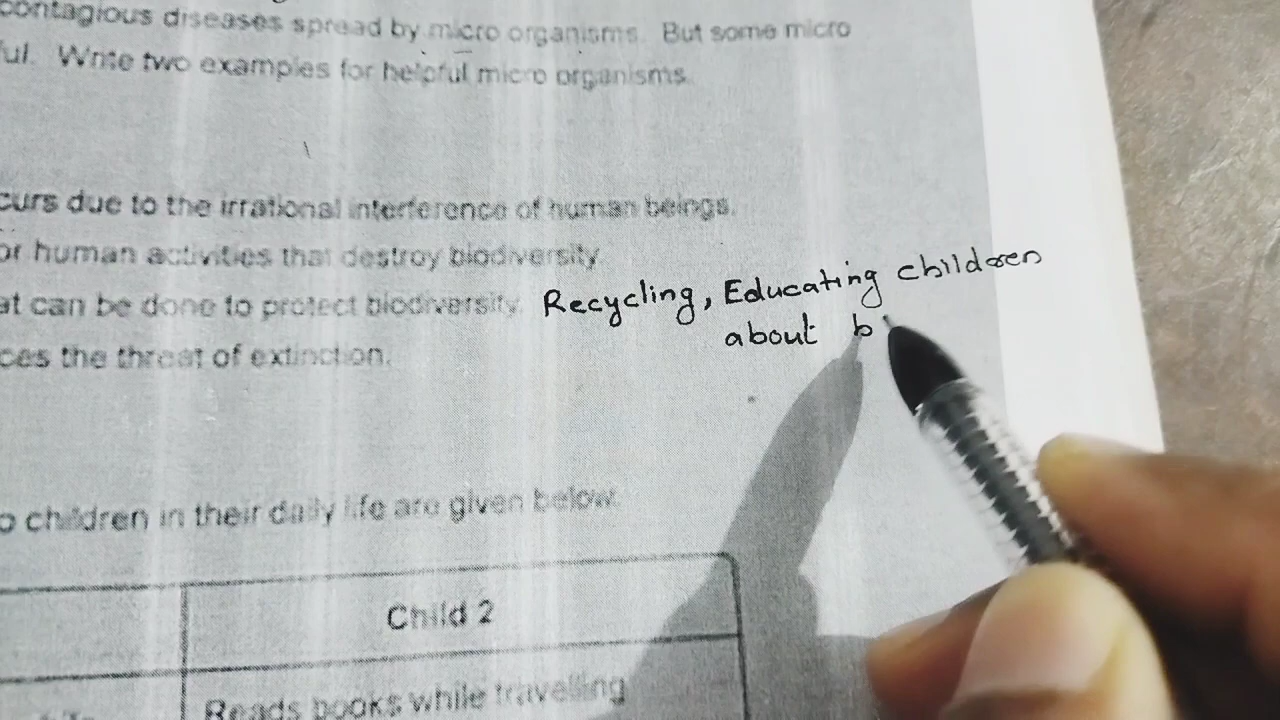 contagious diseases spread by micro organisms. But some micro
ful. Write two examples for helpful micro organisms.
curs due to the irrational interference of human beings.
or human activities that destroy biodiversity.
at can be done to protect biodiversity. Recycling, Educating children
about b
ces the threat of extinction.
o children in their daily life are given below.
Child 2
Reads books while travelling